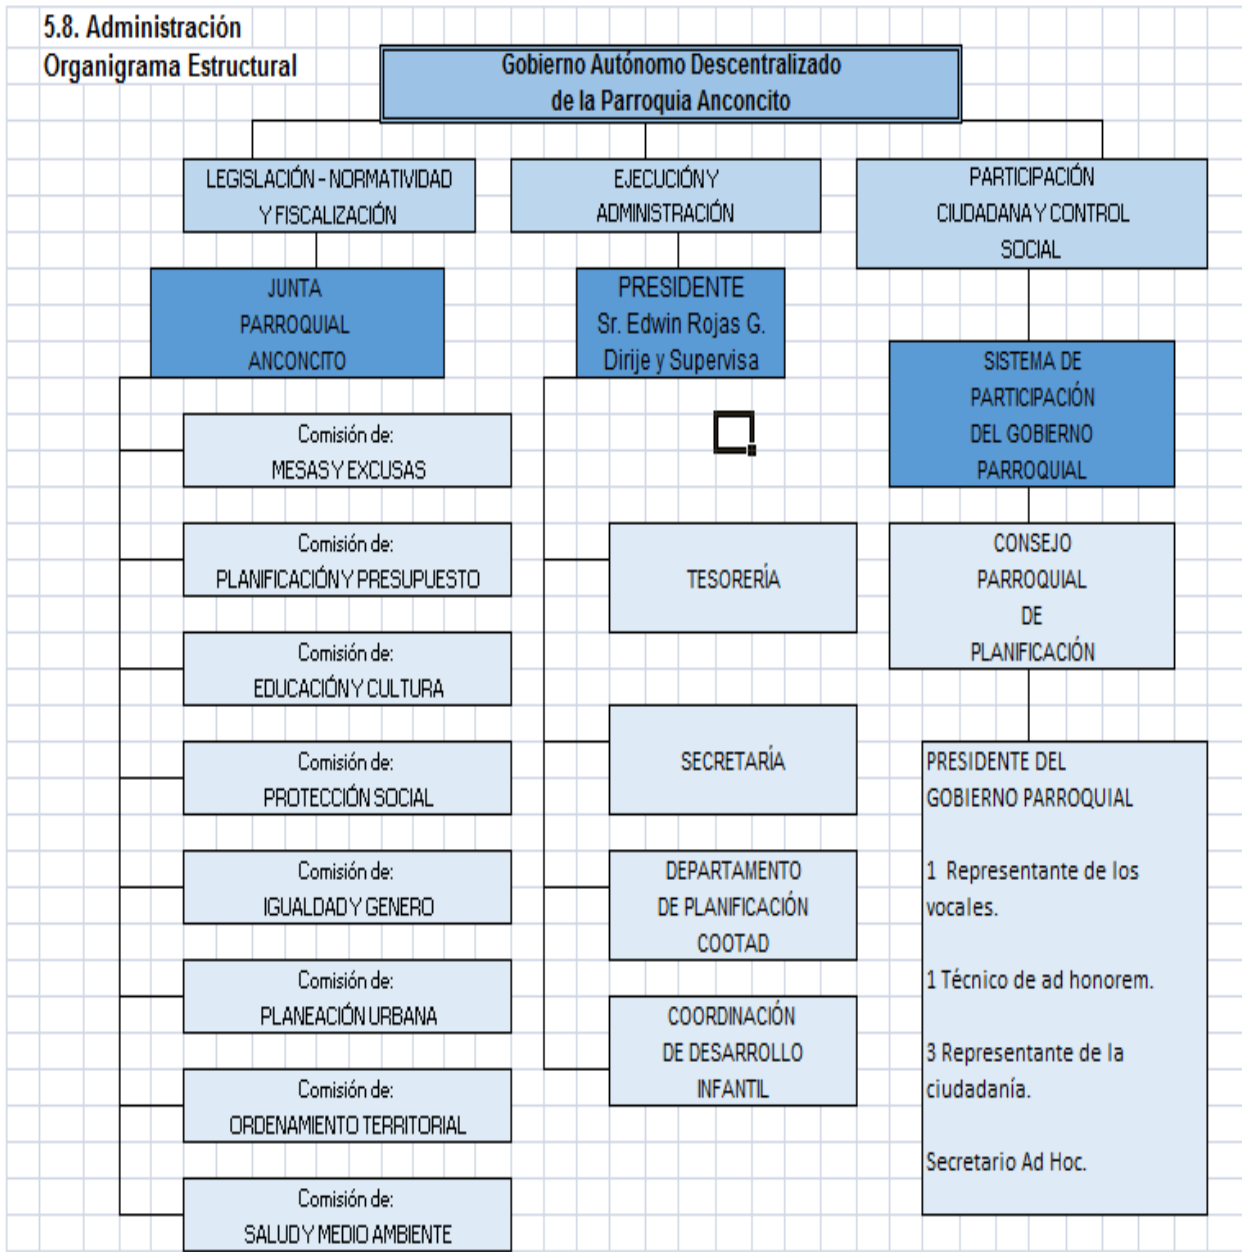 5.8. Administración
Organigrama Estructural
Gobierno Autónomo Descentralizado
de la Parroquia Anconcito
LEGISLACIÓN - NORMATIVIDAD
Y FISCALIZACIÓN
JUNTA
PARROQUIAL
ANCONCITO
Comisión de:
MESAS Y EXCUSAS
Comisión de:
PLANIFICACIÓN Y PRESUPUESTO
Comisión de:
EDUCACIÓN Y CULTURA
Comisión de:
PROTECCIÓN SOCIAL
Comisión de:
IGUALDAD Y GENERO
Comisión de:
PLANEACIÓN URBANA
Comisión de:
ORDENAMIENTO TERRITORIAL
Comisión de:
SALUD Y MEDIO AMBIENTE
EJECUCIÓN Y
ADMINISTRACIÓN
PRESIDENTE
Sr. Edwin Rojas G.
Dirije y Supervisa
TESORERÍA
SECRETARÍA
DEPARTAMENTO
DE PLANIFICACIÓN
COOTAD
COORDINACIÓN
DE DESARROLLO
INFANTIL
PARTICIPACIÓN
CIUDADANA Y CONTROL
SOCIAL
SISTEMA DE
PARTICIPACIÓN
DEL GOBIERNO
PARROQUIAL
CONSEJO
PARROQUIAL
DE
PLANIFICACIÓN
PRESIDENTE DEL
GOBIERNO PARROQUIAL
1 Representante de los
vocales.
1 Técnico de ad honorem.
3 Representante de la
ciudadanía.
Secretario Ad Hoc.